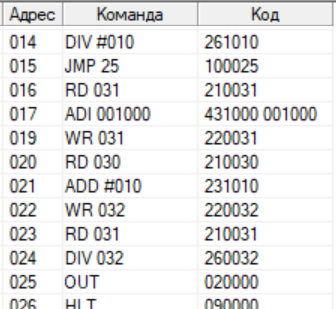 Адрес Команда Код
014 DIV #010 261010
015 JMP 25 100025
016 RD 031 210031
017 ADI 001000 431000 001000
019 WR 031 220031
020 RD 030 210030
021 ADD #010 231010
022 WR 032 220032
023 RD 031 210031
024 DIV 032 260032
025 OUT 020000
026 HLT 090000